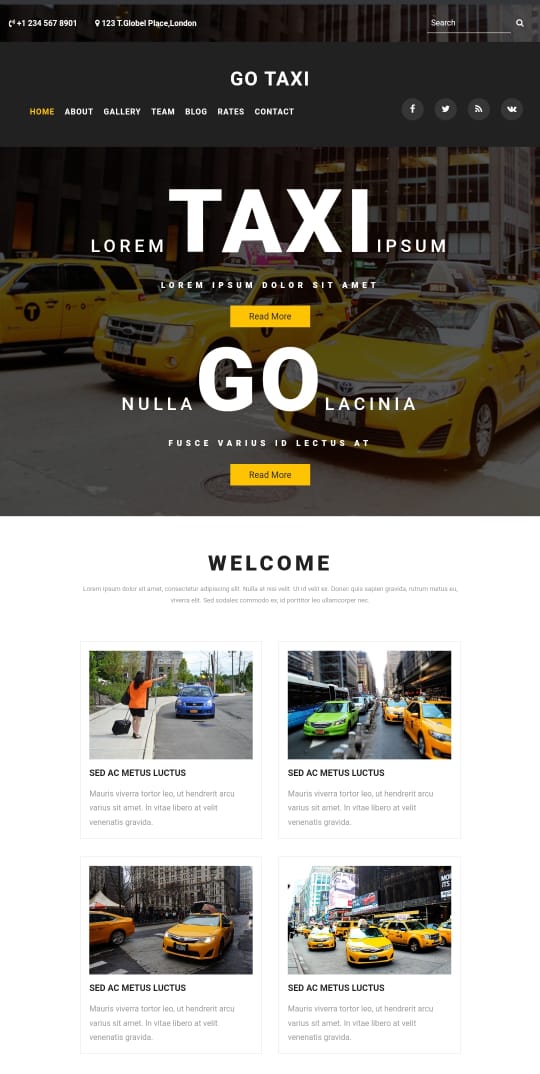 +1 234 567 8901 123 T.Globel Place,London Search
GO TAXI
HOME ABOUT GALLERY TEAM BLOG RATES CONTACT
LOREM TAXI IPSUM
LOREM IPSUM DOLOR SIT AMET
Read More
NULLA GO LACINIA
FUSCE VARIUS ID LECTUS AT
Read More
WELCOME
Lorem ipsum dolor sit amet, consectetur adipiscing elit. Nulla at nisi velit. Ut id velit ex. Donec quis sapien gravida, rutrum metus eu,
viverra elit. Sed sodales commodo ex, id porttitor leo ullamcorper nec.
SED AC METUS LUCTUS
Mauris viverra tortor leo, ut hendrerit arcu
varius sit amet. In vitae libero at velit
venenatis gravida.
SED AC METUS LUCTUS
Mauris viverra tortor leo, ut hendrerit arcu
varius sit amet. In vitae libero at velit
venenatis gravida.
SED AC METUS LUCTUS
Mauris viverra tortor leo, ut hendrerit arcu
varius sit amet. In vitae libero at velit
venenatis gravida.
SED AC METUS LUCTUS
Mauris viverra tortor leo, ut hendrerit arcu
varius sit amet. In vitae libero at velit
venenatis gravida.